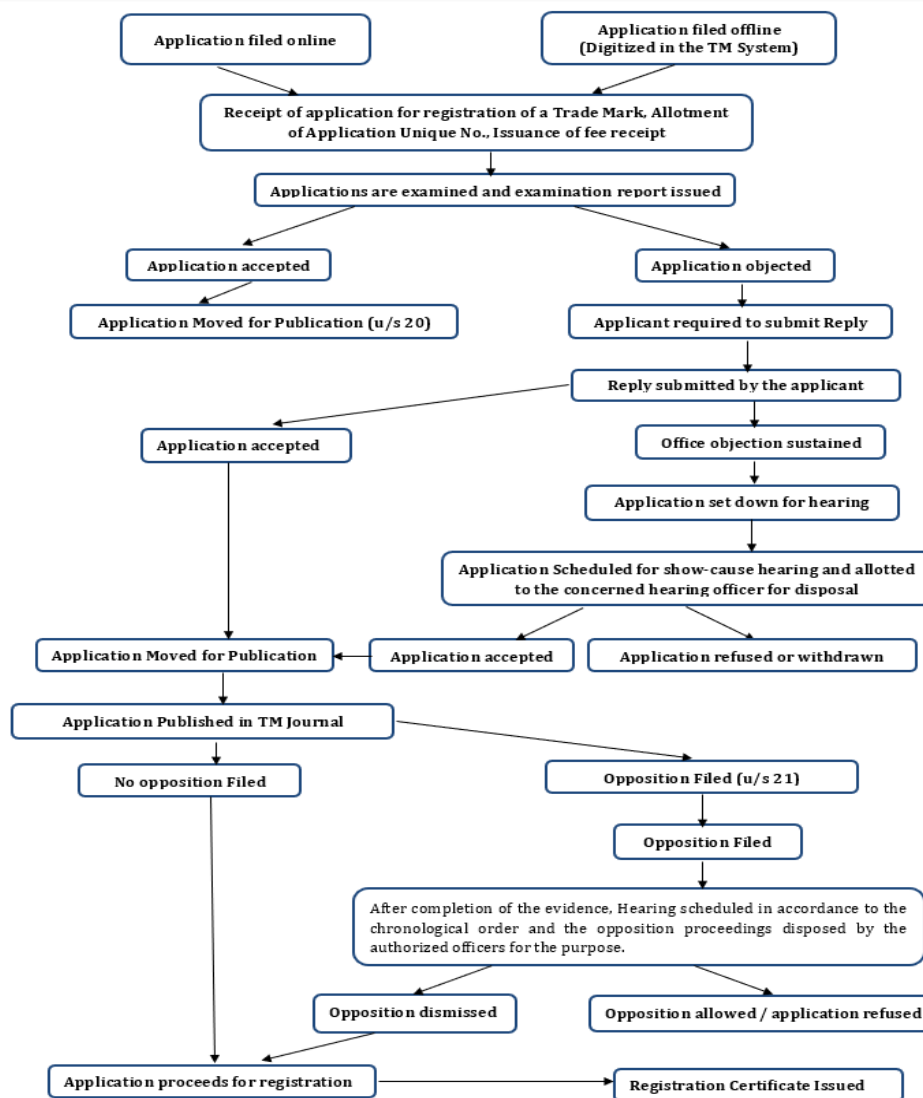 Application filed online
Application filed offline
(Digitized in the TM System)
Receipt of application for registration of a Trade Mark, Allotment
of Application Unique No., Issuance of fee receipt
Applications are examined and examination report issued
Application accepted
Application objected
Application Moved for Publication (u/s 20)
Applicant required to submit Reply
Reply submitted by the applicant
Application accepted
Office objection sustained
Application set down for hearing
Application Scheduled for show-cause hearing and allotted
to the concerned hearing officer for disposal
Application Moved for Publication
Application accepted
Application refused or withdrawn
Application Published in TM Journal
No opposition Filed
Opposition Filed (u/s 21)
Opposition Filed
After completion of the evidence, Hearing scheduled in accordance to the
chronological order and the opposition proceedings disposed by the
authorized officers for the purpose.
Opposition dismissed
Opposition allowed / application refused
Application proceeds for registration
Registration Certificate Issued